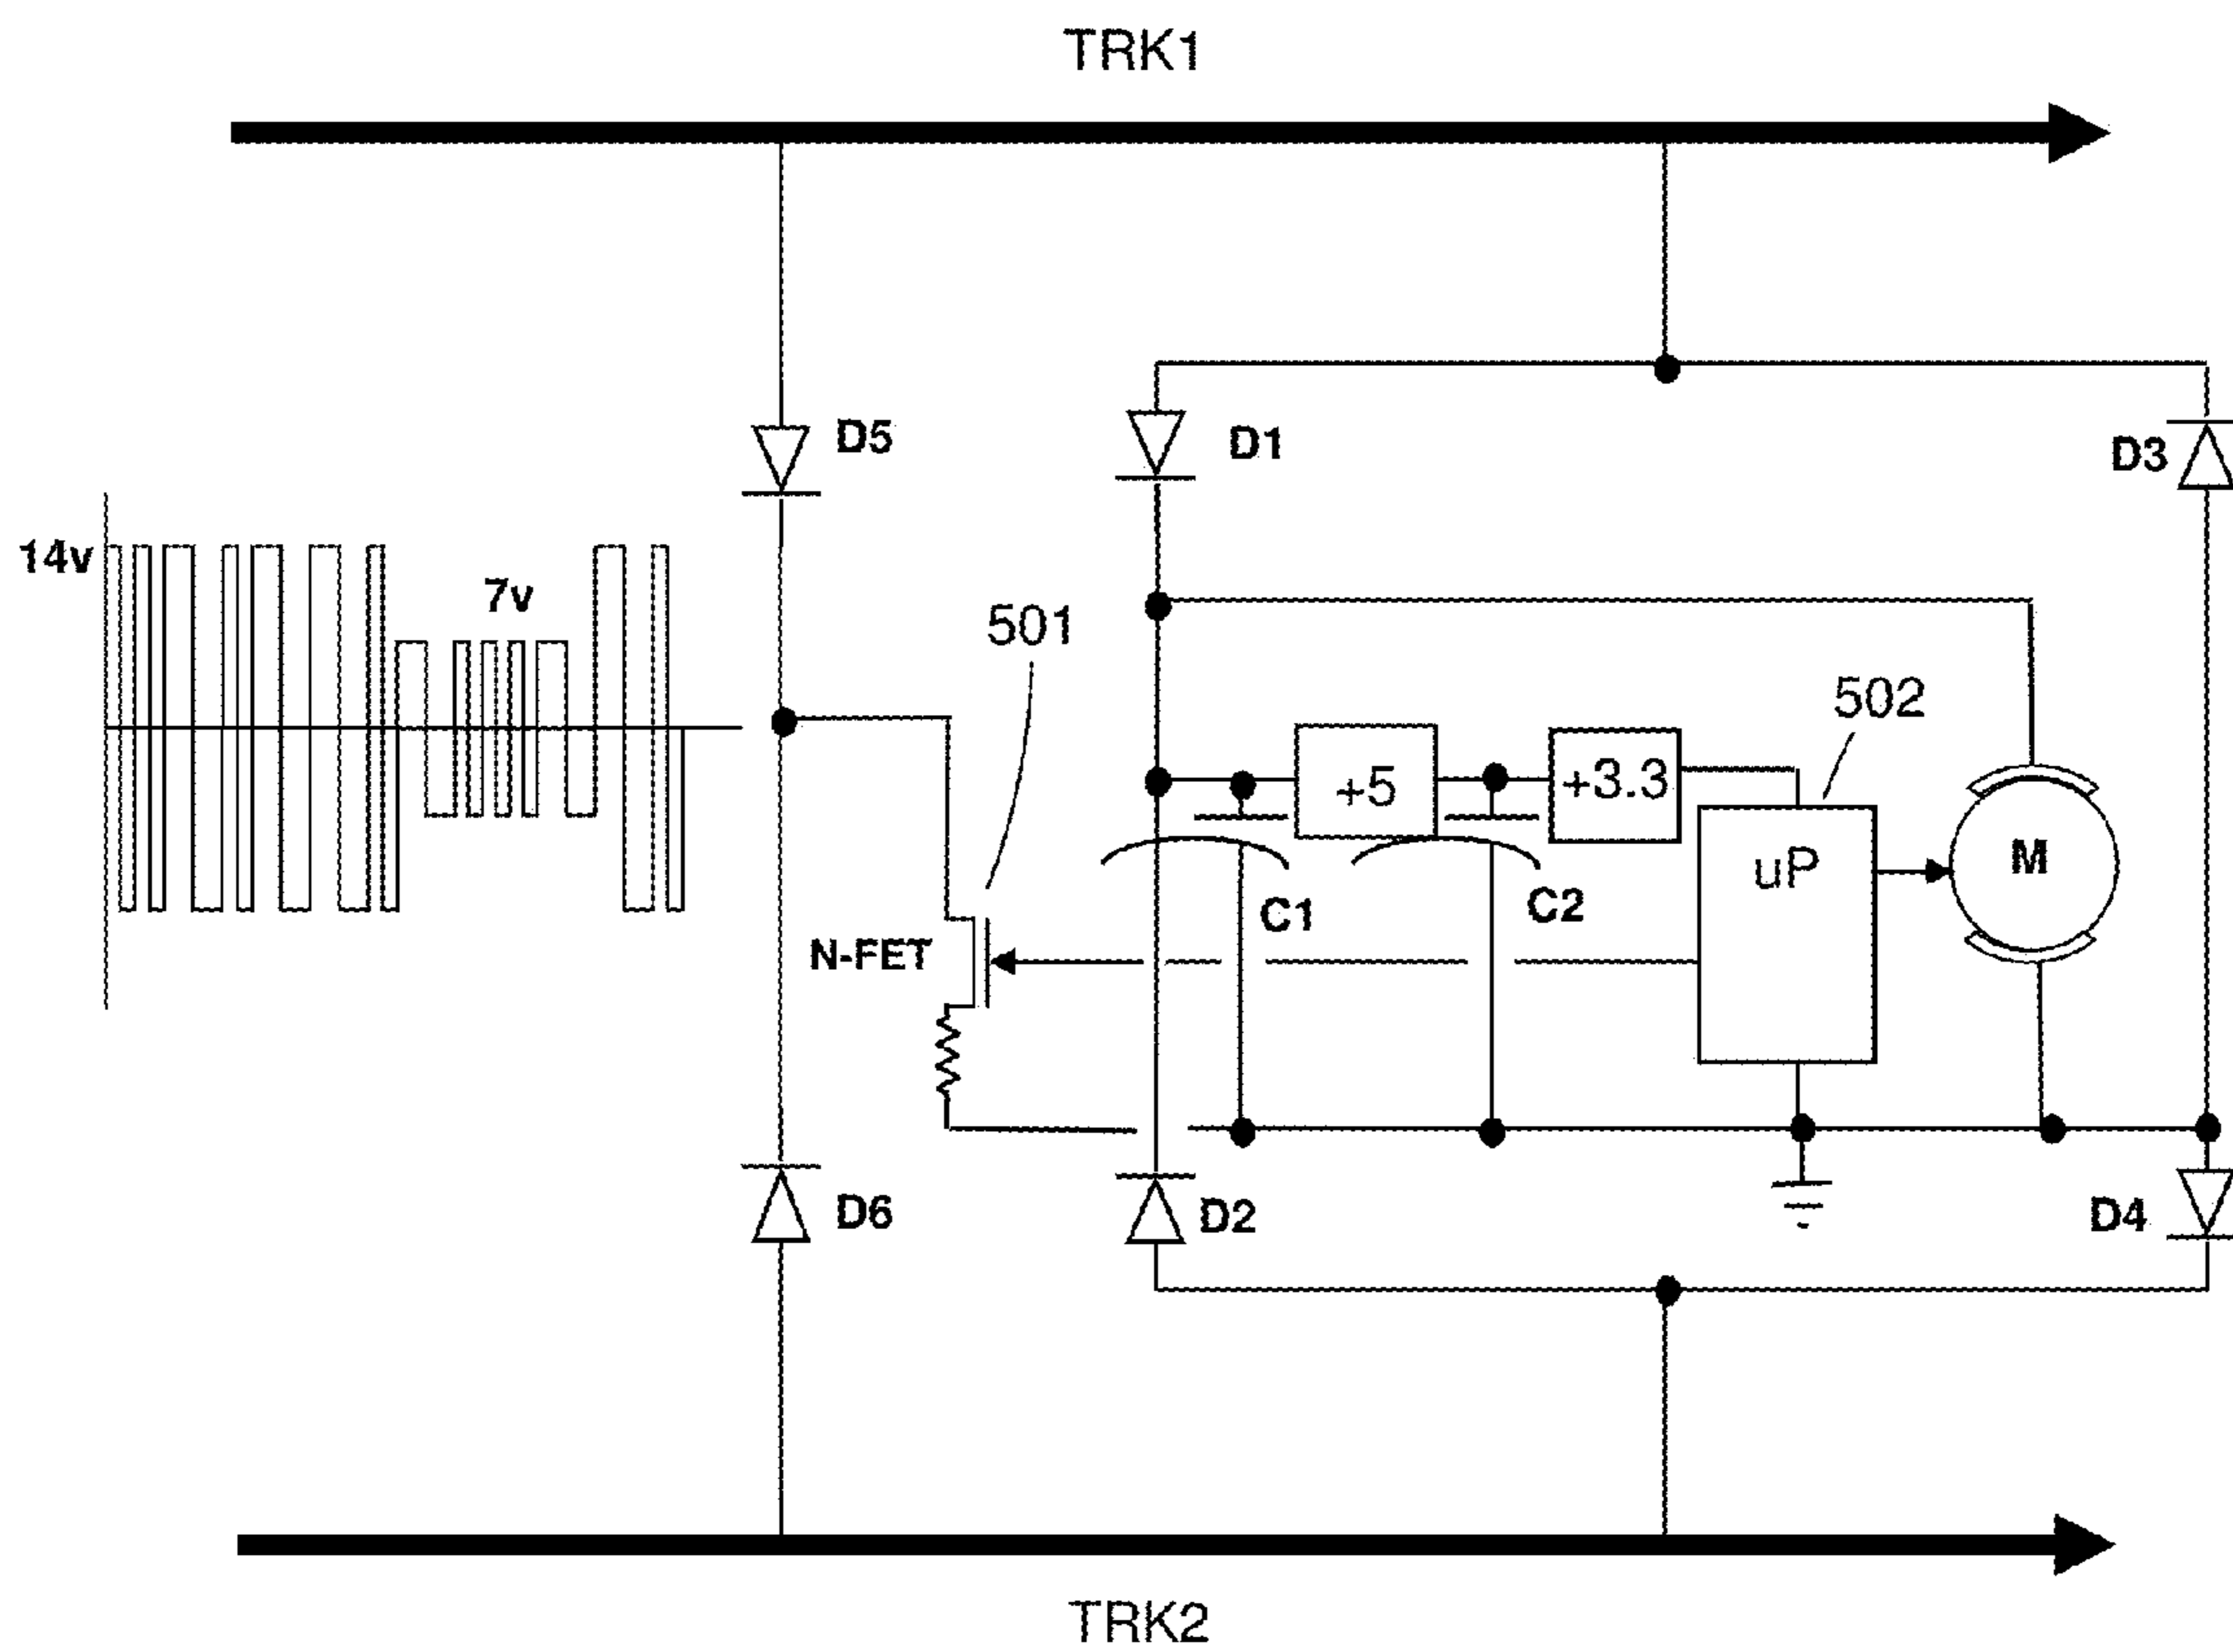 TRK1
D5
D1
D3
14v
7v
501
502
+5
+3.3
uP
M
C1
C2
N-FET
D6
D2
D4
TRK2